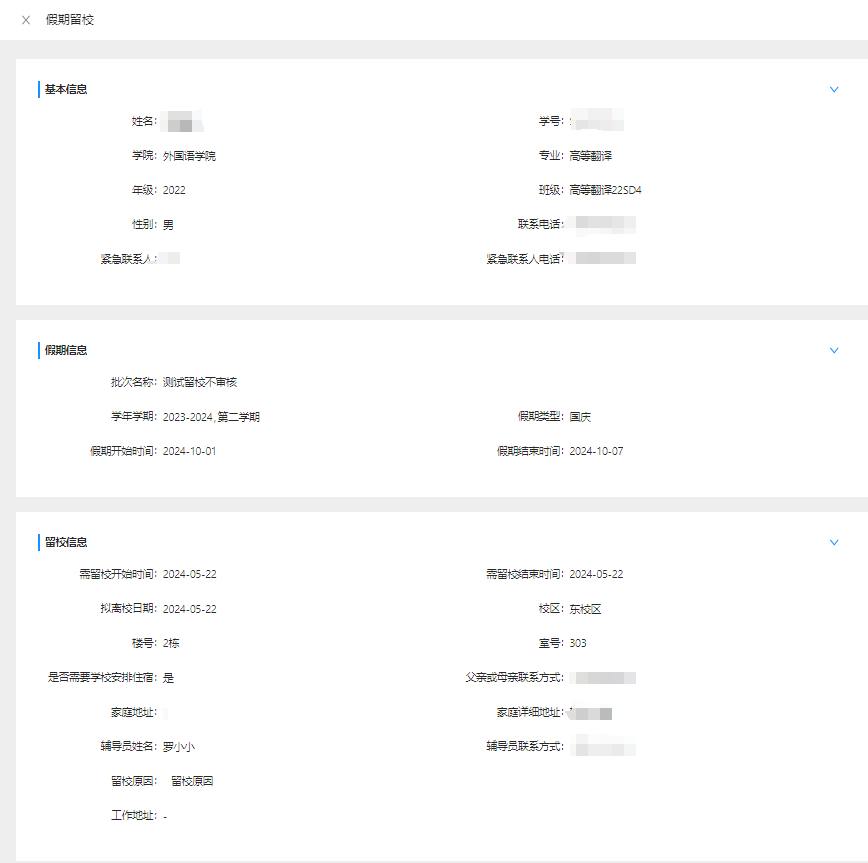 假期留校
基本信息
姓名: 学号:
学院: 外国语学院 专业: 高等翻译
年级: 2022 班级: 高等翻译22SD4
性别: 男 联系电话:
紧急联系人: 紧急联系人电话:
假期信息
批次名称: 测试留校不审核
学年学期: 2023-2024,第二学期 假期类型: 国庆
假期开始时间: 2024-10-01 假期结束时间: 2024-10-07
留校信息
需留校开始时间: 2024-05-22 需留校结束时间: 2024-05-22
拟离校日期: 2024-05-22 校区: 东校区
楼号: 2栋 室号: 303
是否需要学校安排住宿: 是 父亲或母亲联系方式:
家庭地址: 家庭详细地址:
辅导员姓名: 罗小小 辅导员联系方式:
留校原因: 留校原因
工作地址: -